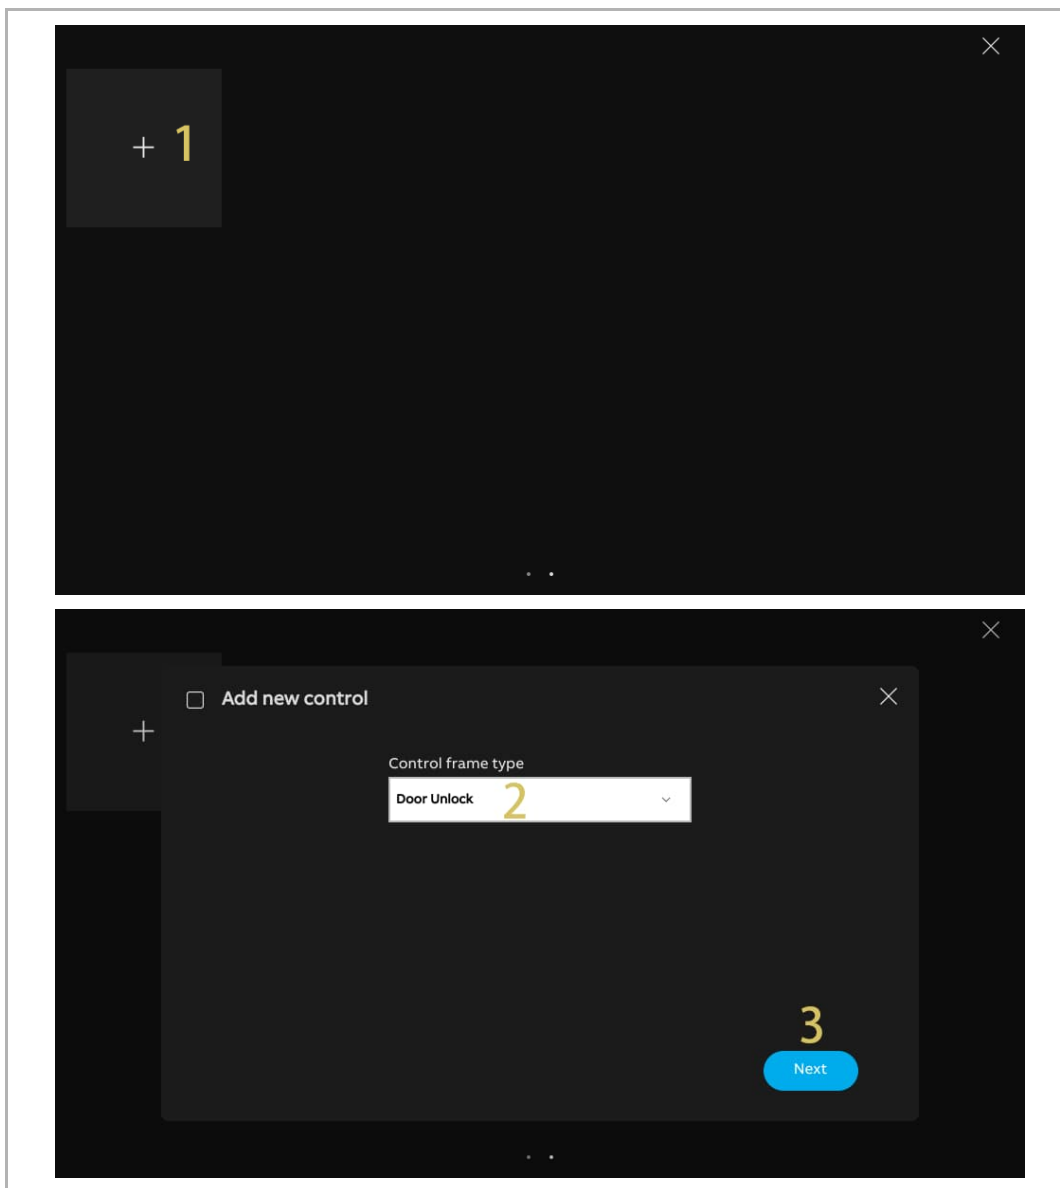 + 1
+
Add new control
Control frame type
Door Unlock 2
3
Next